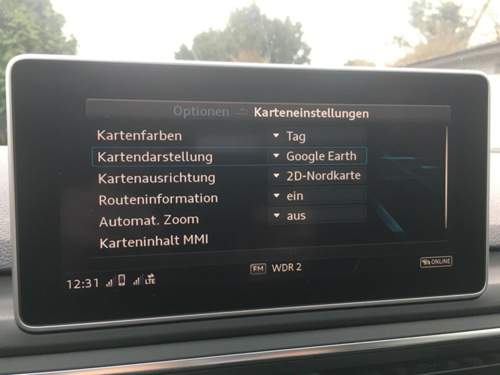 Optionen Karteneinstellungen
Kartenfarben Tag
Kartendarstellung Google Earth
Kartenausrichtung 2D-Nordkarte
Routeninformation ein
Automat. Zoom aus
Karteninhalt MMI
FM WDR 2
ONLINE
12:31 LTE